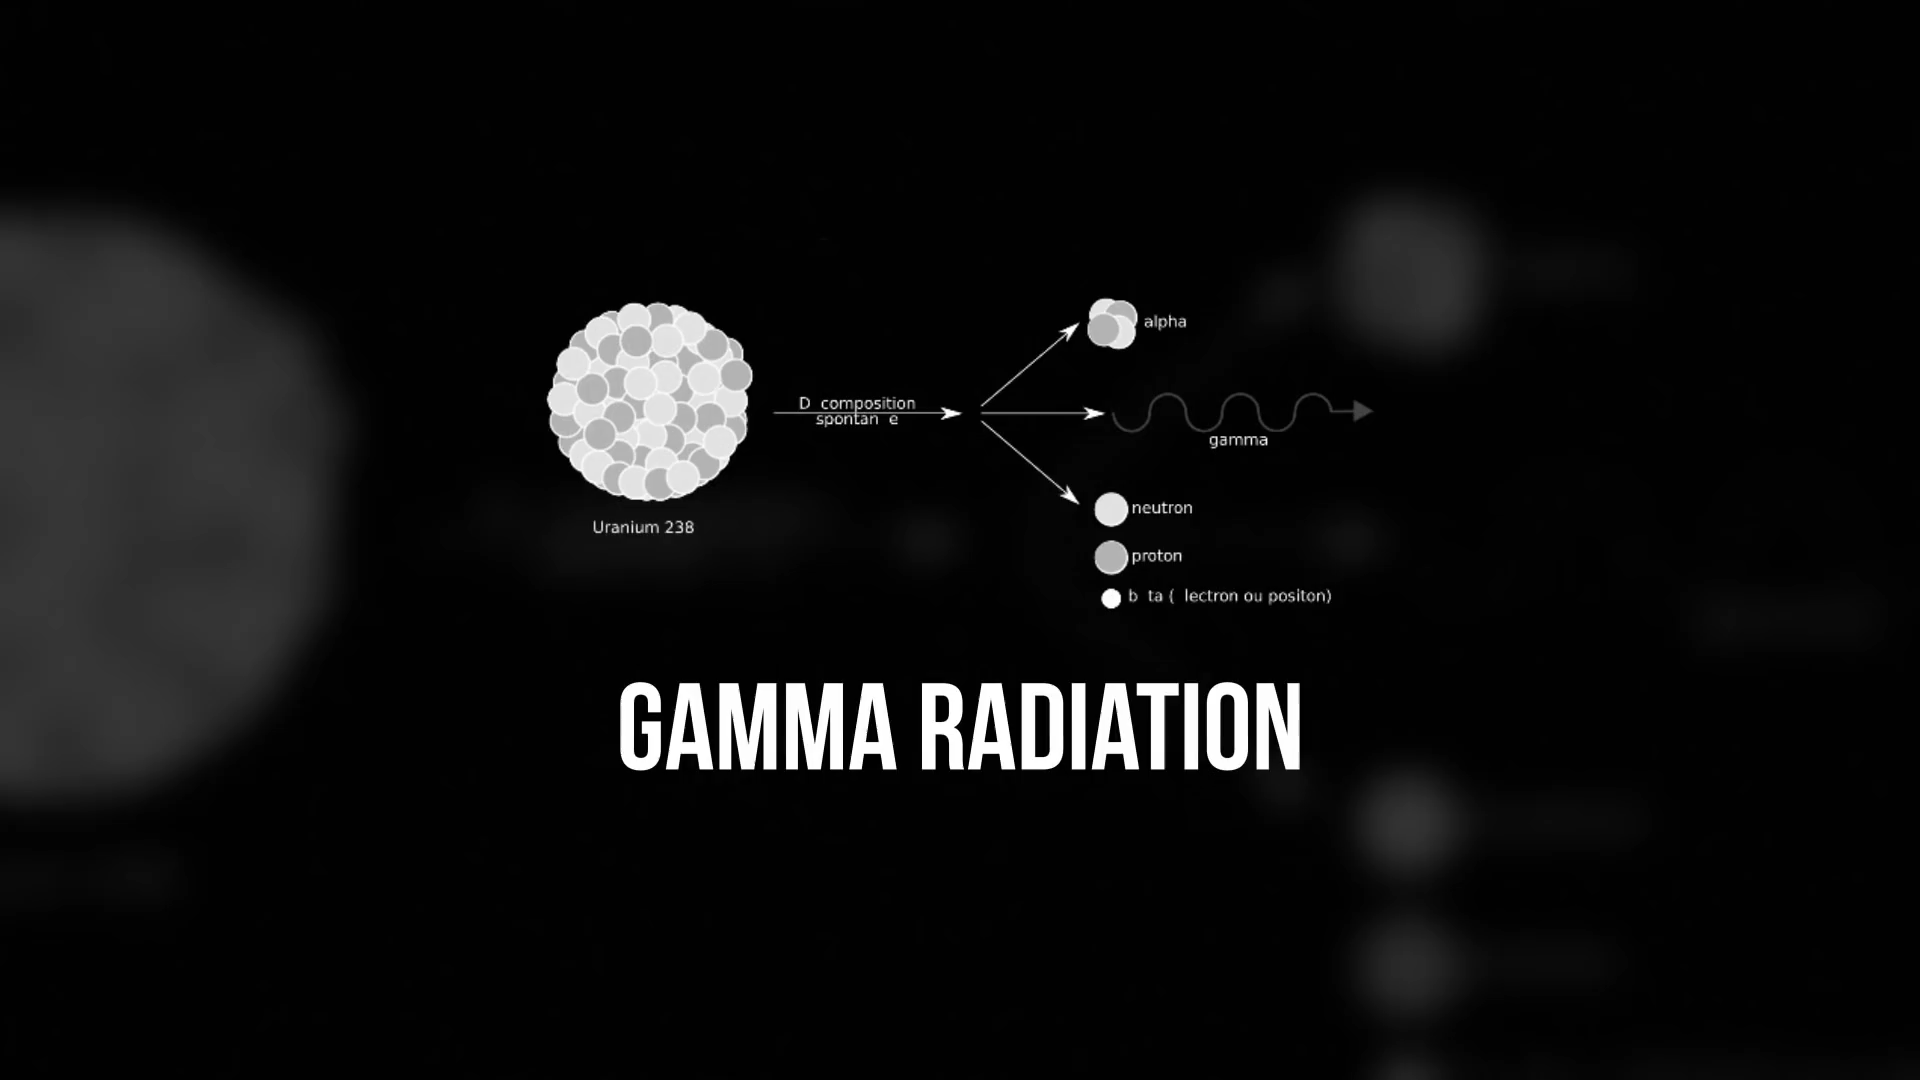 alpha
D composition
spontan e
gamma
neutron
Uranium 238
proton
b ta ( lectron ou positon)
GAMMA RADIATION